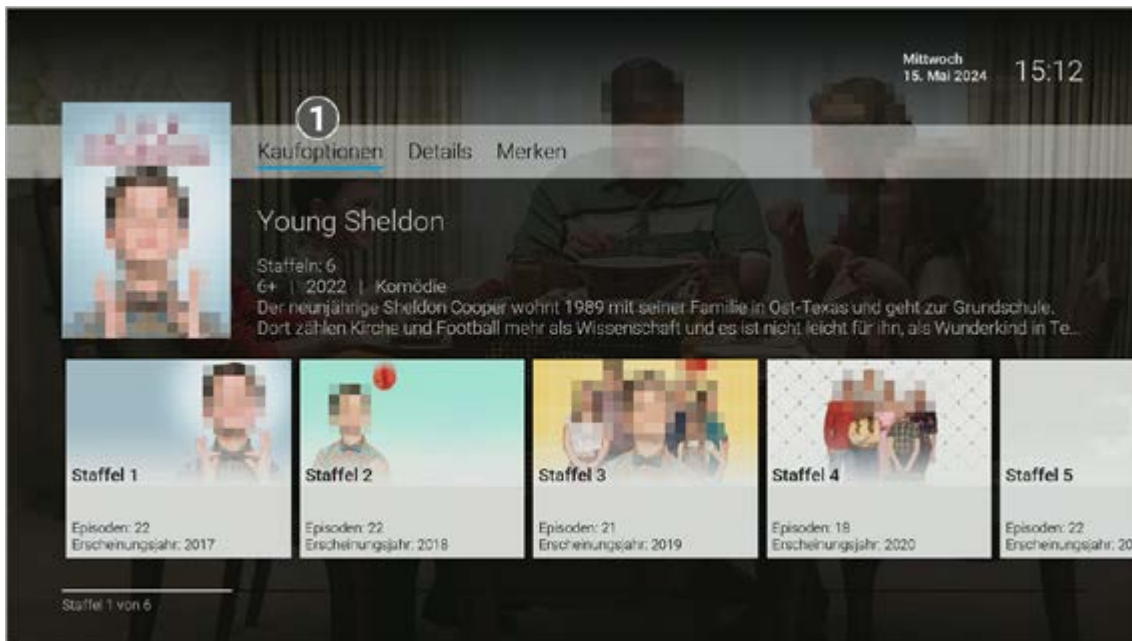 Mittwoch
15. Mai 2024
15:12
1
Kaufoptionen Details Merken
Young Sheldon
Staffeln: 6
6+ | 2022 | Komödie
Der neunjährige Sheldon Cooper wohnt 1989 mit seiner Familie in Ost-Texas und geht zur Grundschule.
Dort zählen Kirche und Football mehr als Wissenschaft und es ist nicht leicht für ihn, als Wunderkind in Te...
Staffel 1
Episoden: 22
Erscheinungsjahr: 2017
Staffel 2
Episoden: 22
Erscheinungsjahr: 2018
Staffel 3
Episoden: 21
Erscheinungsjahr: 2019
Staffel 4
Episoden: 18
Erscheinungsjahr: 2020
Staffel 5
Episoden: 22
Erscheinungsjahr: 20
Staffel 1 von 6